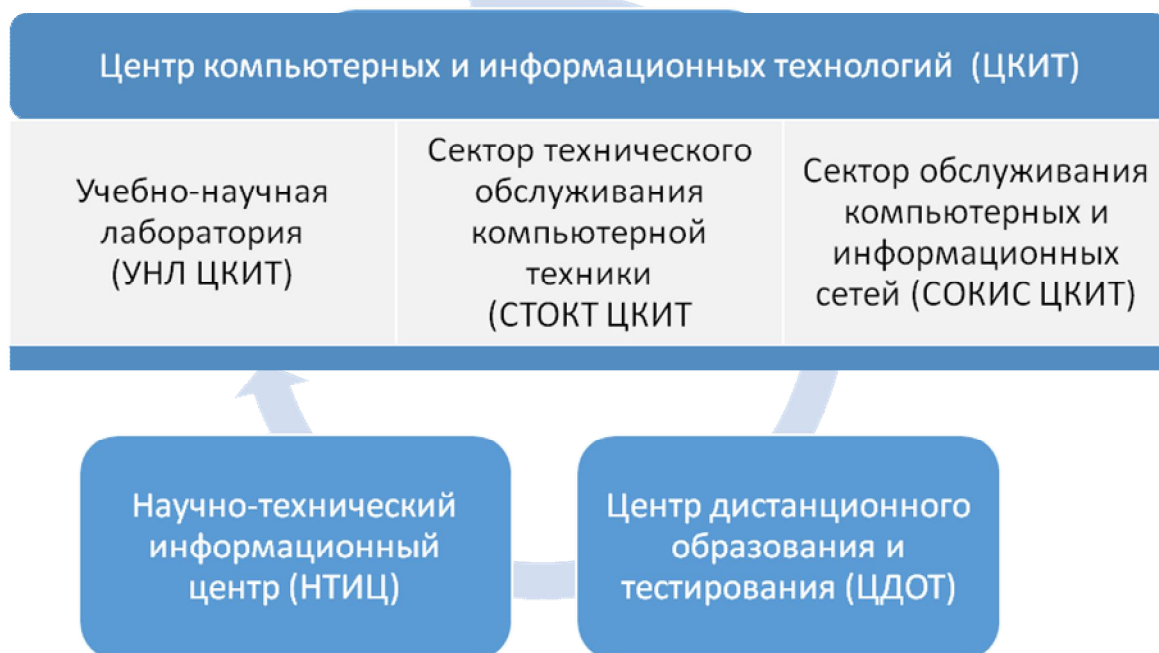 Центр компьютерных и информационных технологий (ЦКИТ)
Учебно-научная
лаборатория
(УНЛ ЦКИТ)
Сектор технического
обслуживания
компьютерной
техники
(СТОКТ ЦКИТ
Сектор обслуживания
компьютерных и
информационных
сетей (СОКИС ЦКИТ)
Научно-технический
информационный
центр (НТИЦ)
Центр дистанционного
образования и
тестирования (ЦДОТ)